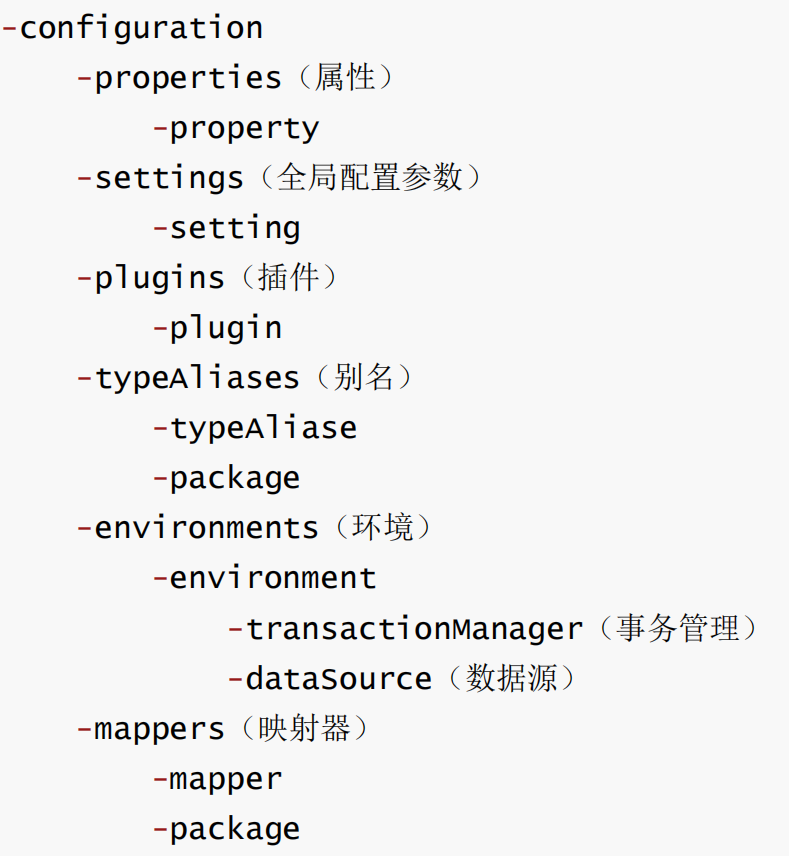 -configuration
-properties（属性）
-property
-settings（全局配置参数）
-setting
-plugins（插件）
-plugin
-typeAliases（别名）
-typeAliase
-package
-environments（环境）
-environment
-transactionManager（事务管理）
-dataSource（数据源）
-mappers（映射器）
-mapper
-package